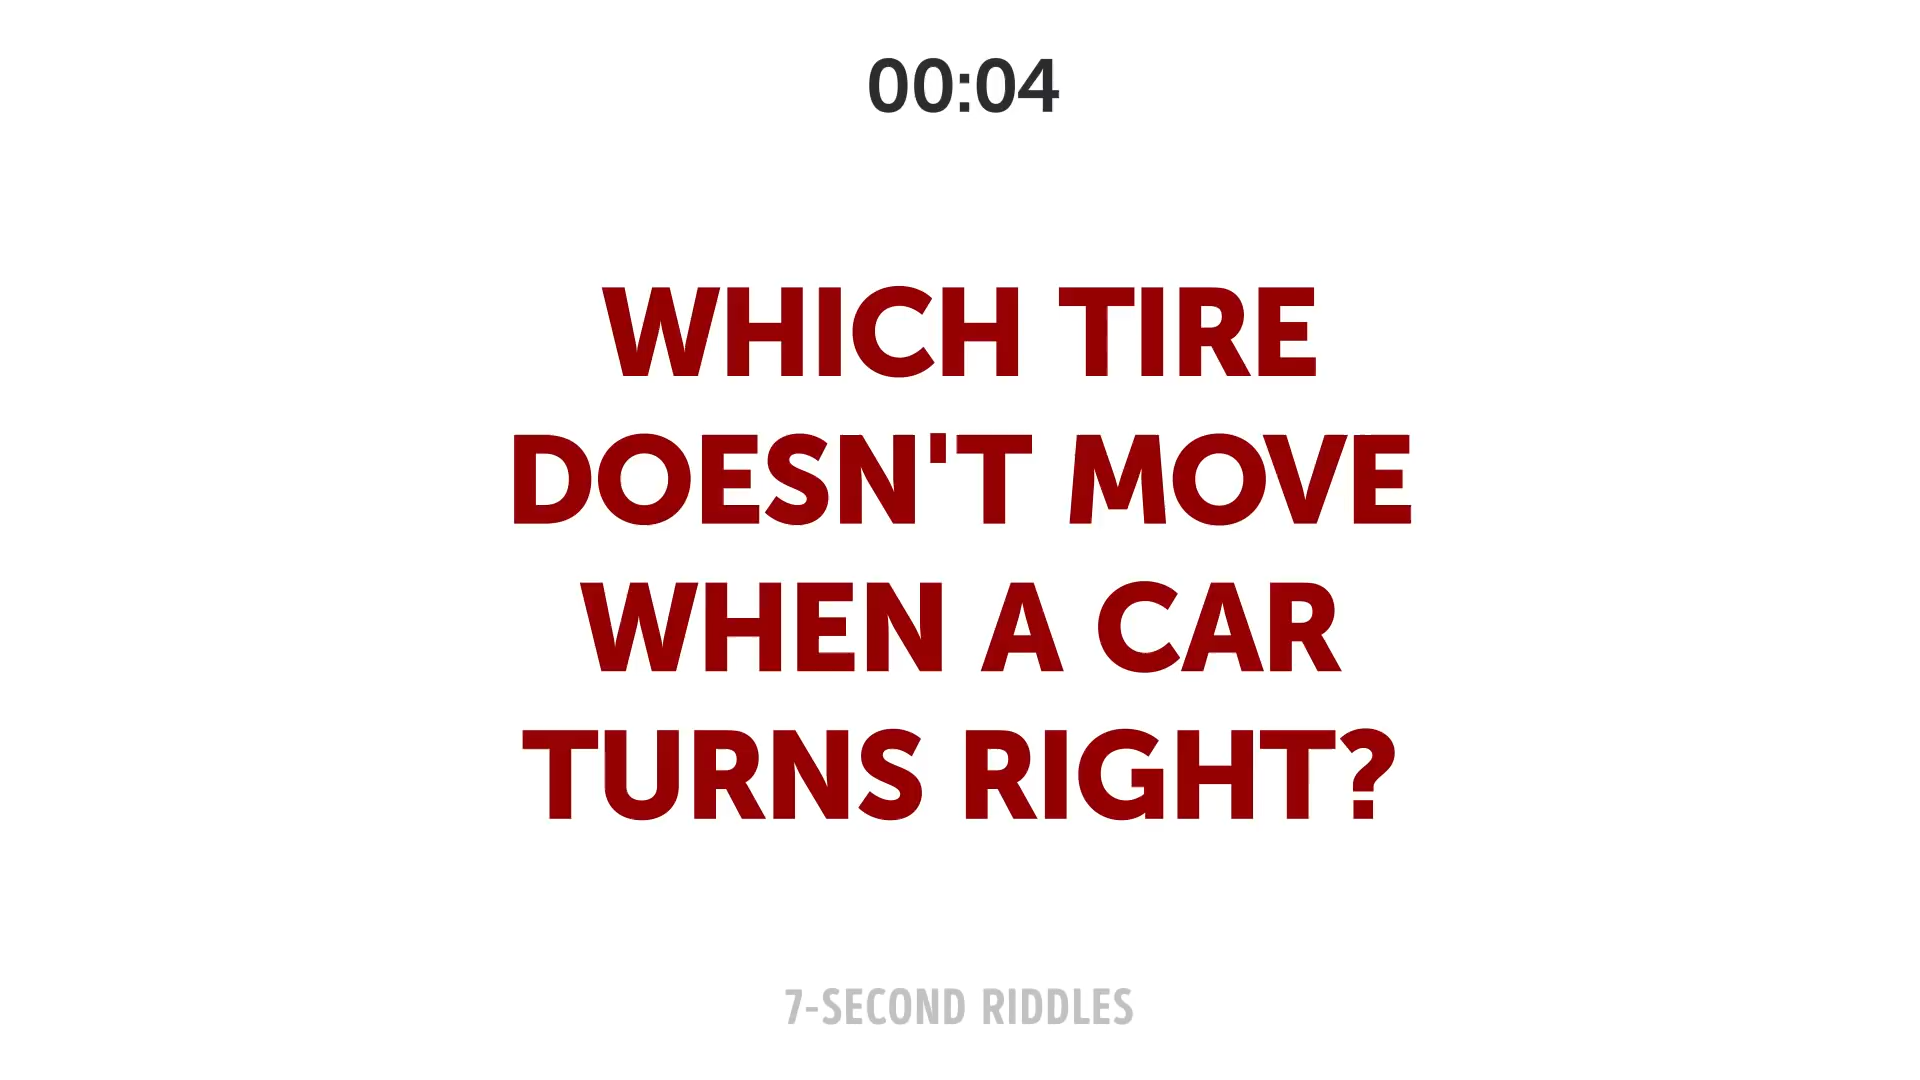 00:04
WHICH TIRE
DOESN'T MOVE
WHEN A CAR
TURNS RIGHT?
7-SECOND RIDDLES